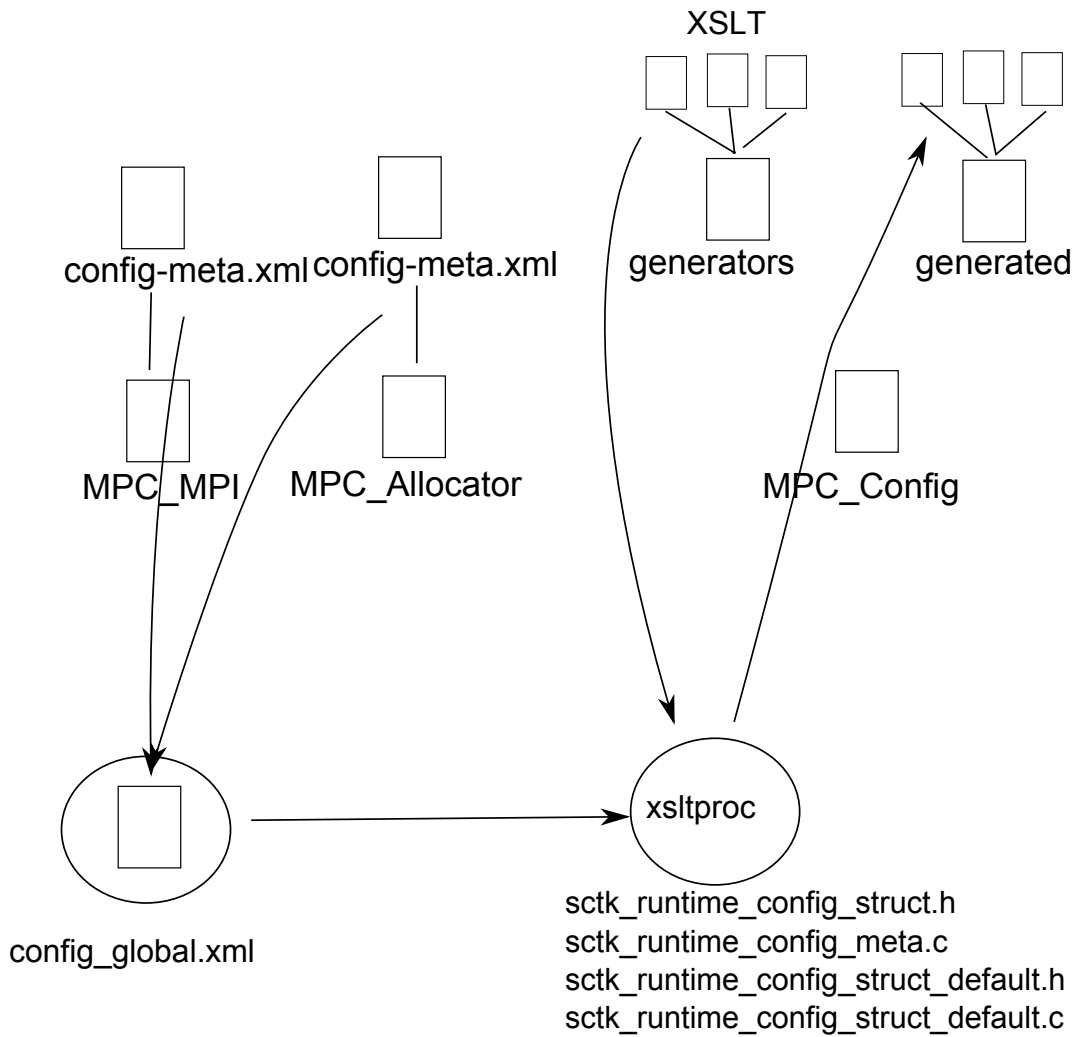 XSLT
config-meta.xml
config-meta.xml
generators
generated
MPC_MPI
MPC_Allocator
MPC_Config
xsltproc
config_global.xml
sctk_runtime_config_struct.h
sctk_runtime_config_meta.c
sctk_runtime_config_struct_default.h
sctk_runtime_config_struct_default.c